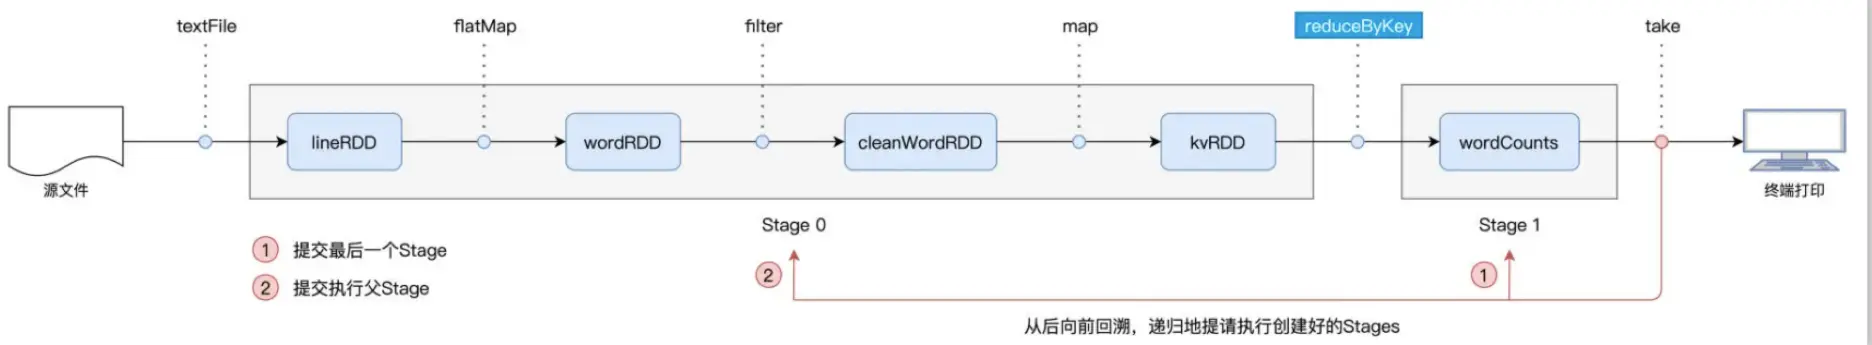 textFile
flatMap
filter
map
reduceByKey
take
lineRDD
wordRDD
cleanWordRDD
kvRDD
wordCounts
源文件
终端打印
Stage 0
Stage 1
1 提交最后一个Stage
2 提交执行父Stage
2
1
从后向前回溯，递归地提请执行创建好的Stages